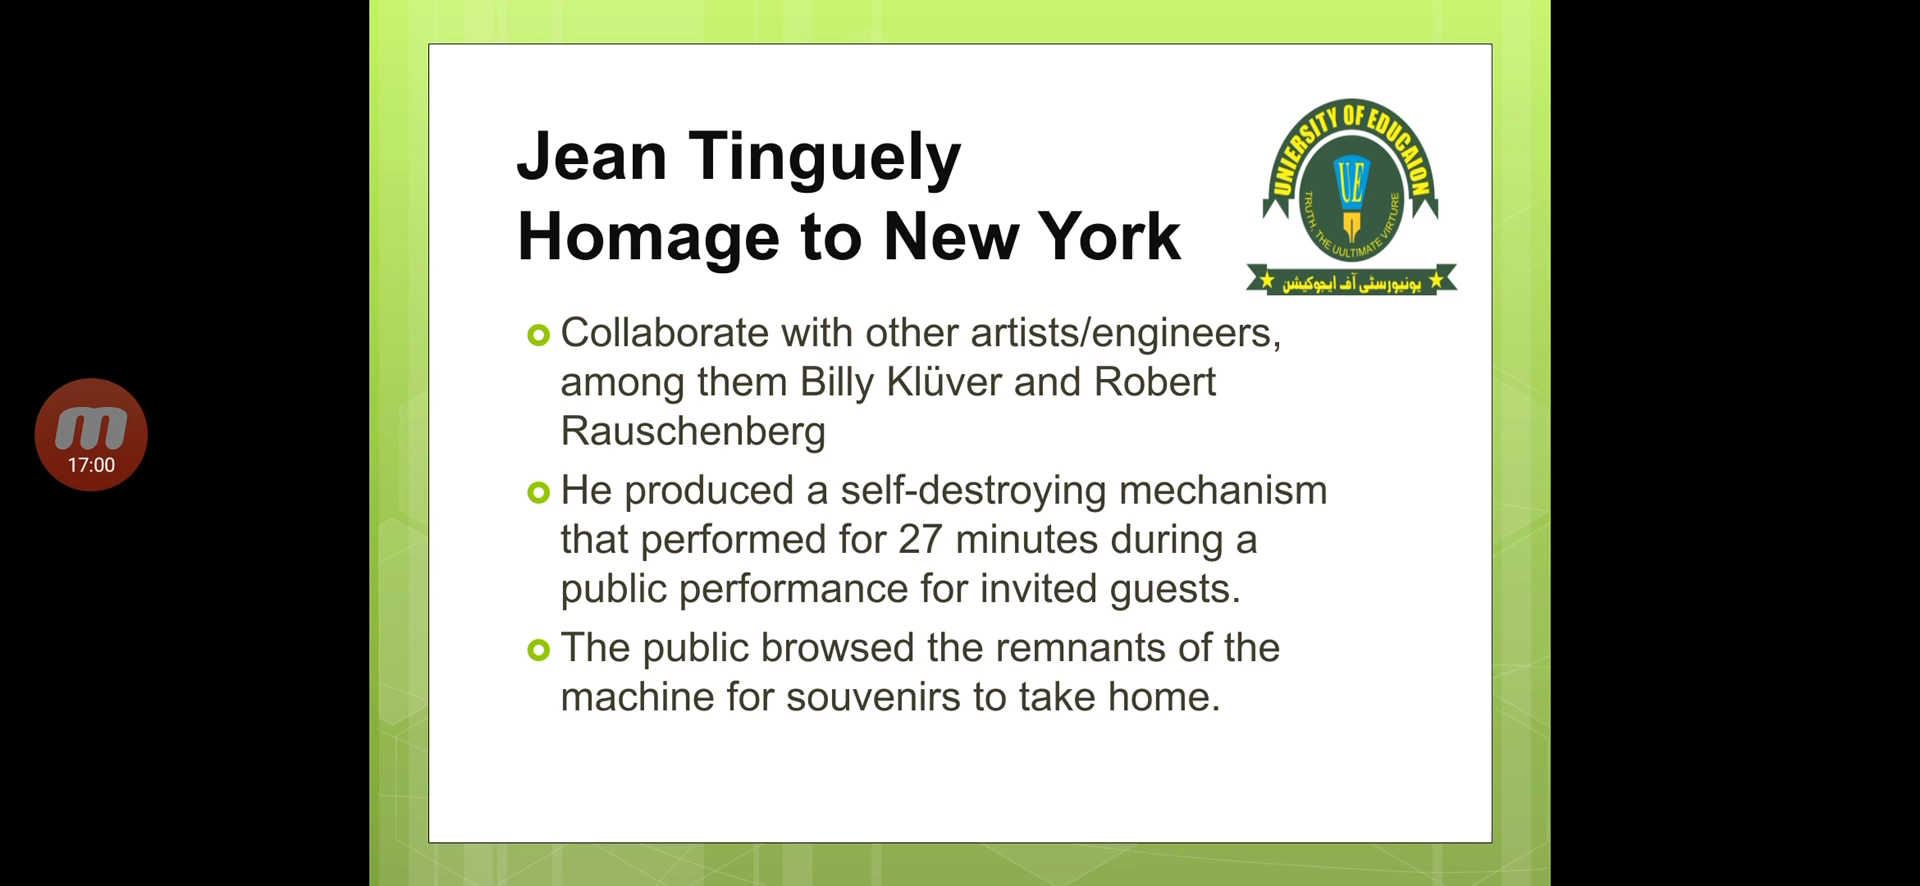 Jean Tinguely
Homage to New York
UNIERSITY OF EDUCAION
UE
TRUTH, THE UULTIMATE VIRTURE
یونیورسٹی آف ایجوکیشن
Collaborate with other artists/engineers,
among them Billy Klüver and Robert
Rauschenberg
He produced a self-destroying mechanism
that performed for 27 minutes during a
public performance for invited guests.
The public browsed the remnants of the
machine for souvenirs to take home.
m
17:00